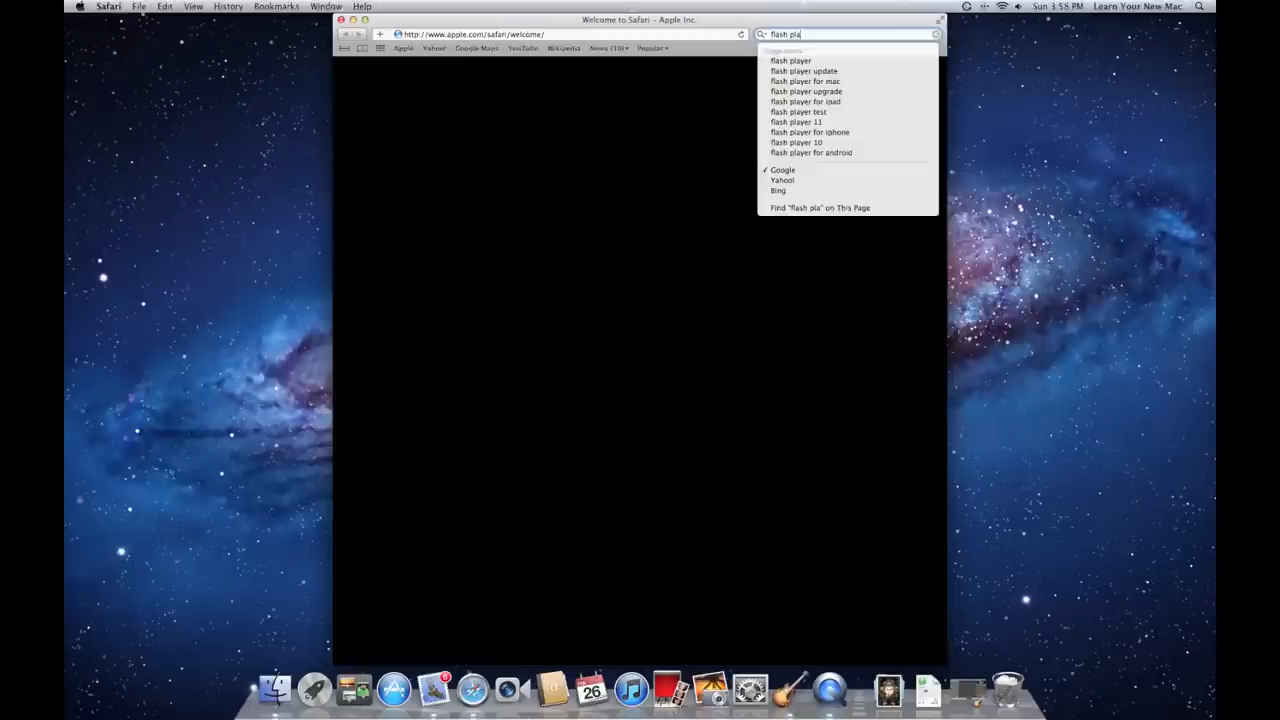 Safari File Edit View History Bookmarks Window Help Sun 3:58 PM Learn Your New Mac
Welcome to Safari - Apple Inc.
http://www.apple.com/safari/welcome/ flash pla
Apple Yahoo! Google Maps YouTube Wikipedia News (10) Popular
flash player
flash player update
flash player for mac
flash player upgrade
flash player for ipad
flash player test
flash player 11
flash player for iphone
flash player 10
flash player for android
✓ Google
Yahoo!
Bing
Find "flash pla" on This Page
26